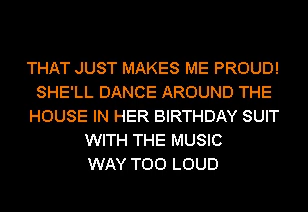 THAT JUST MAKES ME PROUD!
SHE'LL DANCE AROUND THE
HOUSE IN HER BIRTHDAY SUIT
WITH THE MUSIC
WAY TOO LOUD